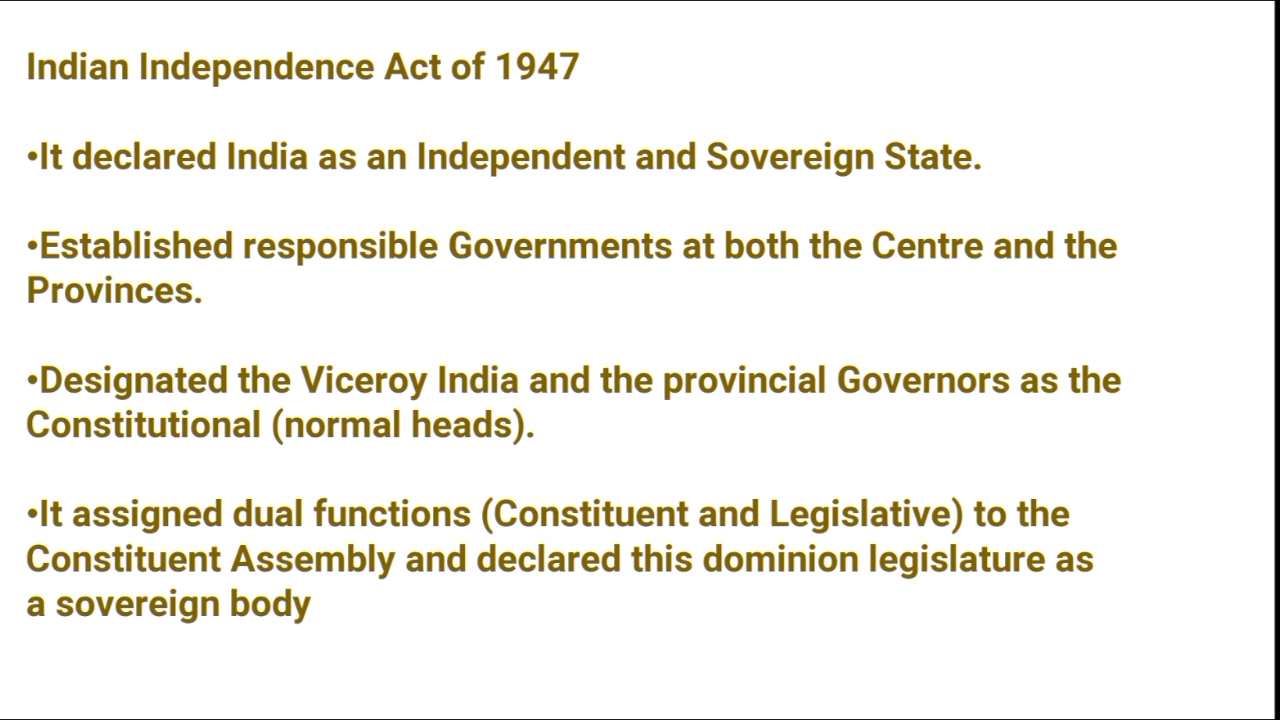 Indian Independence Act of 1947
•It declared India as an Independent and Sovereign State.
•Established responsible Governments at both the Centre and the
Provinces.
•Designated the Viceroy India and the provincial Governors as the
Constitutional (normal heads).
•It assigned dual functions (Constituent and Legislative) to the
Constituent Assembly and declared this dominion legislature as
a sovereign body